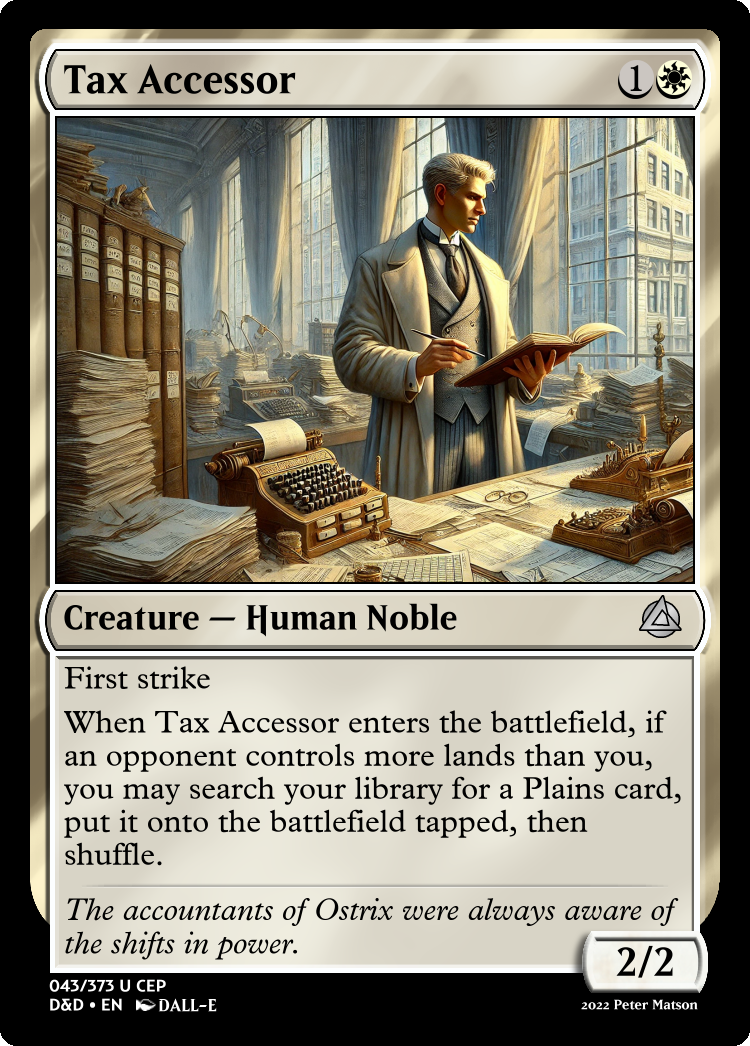 Tax Accessor 1
Creature — Human Noble
First strike
When Tax Accessor enters the battlefield, if
an opponent controls more lands than you,
you may search your library for a Plains card,
put it onto the battlefield tapped, then
shuffle.
The accountants of Ostrix were always aware of
the shifts in power.
2/2
043/373 U CEP
D&D • EN DALL-E
2022 Peter Matson